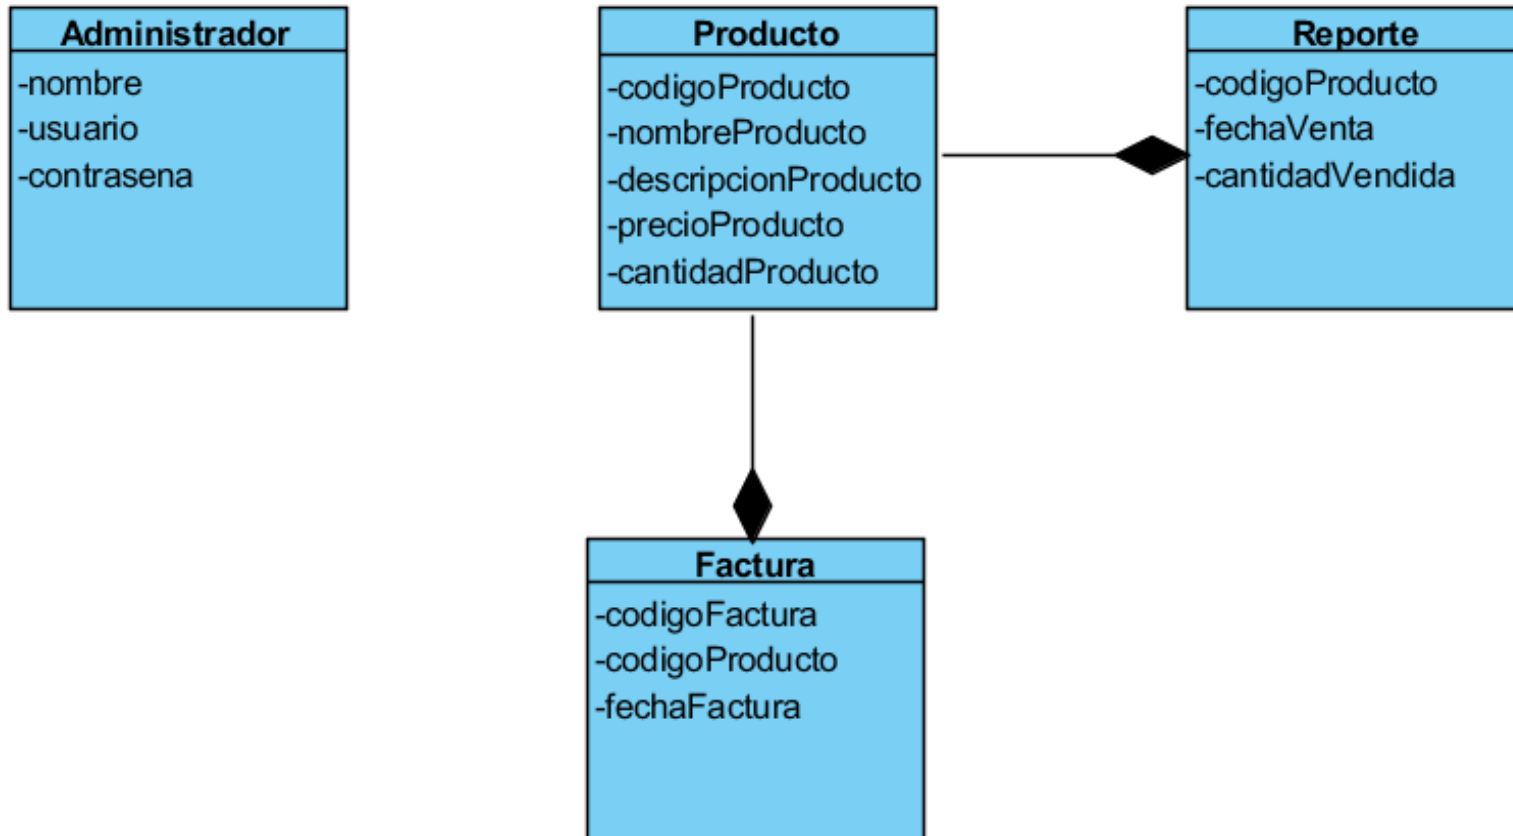 Administrador
-nombre
-usuario
-contrasena
Producto
-codigoProducto
-nombreProducto
-descripcionProducto
-precioProducto
-cantidadProducto
Reporte
-codigoProducto
-fechaVenta
-cantidadVendida
Factura
-codigoFactura
-codigoProducto
-fechaFactura